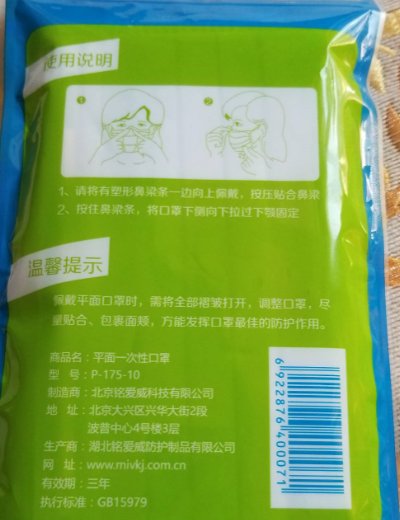 使用说明
1 2
1、请将有塑形鼻梁条一边向上佩戴，按压贴合鼻梁
2、按住鼻梁条，将口罩下侧向下拉过下颚固定
温馨提示
佩戴平面口罩时，需将全部褶皱打开，调整口罩，尽
量贴合、包裹面颊，方能发挥口罩最佳的防护作用。
商品名：平面一次性口罩
型 号：P-175-10
制造商：北京铭爱威科技有限公司
地 址：北京大兴区兴华大街2段
波普中心4号楼3层
生产商：湖北铭爱威防护制品有限公司
网 址：www.mivkj.com.cn
有效期：三年
执行标准：GB15979
6922876400071